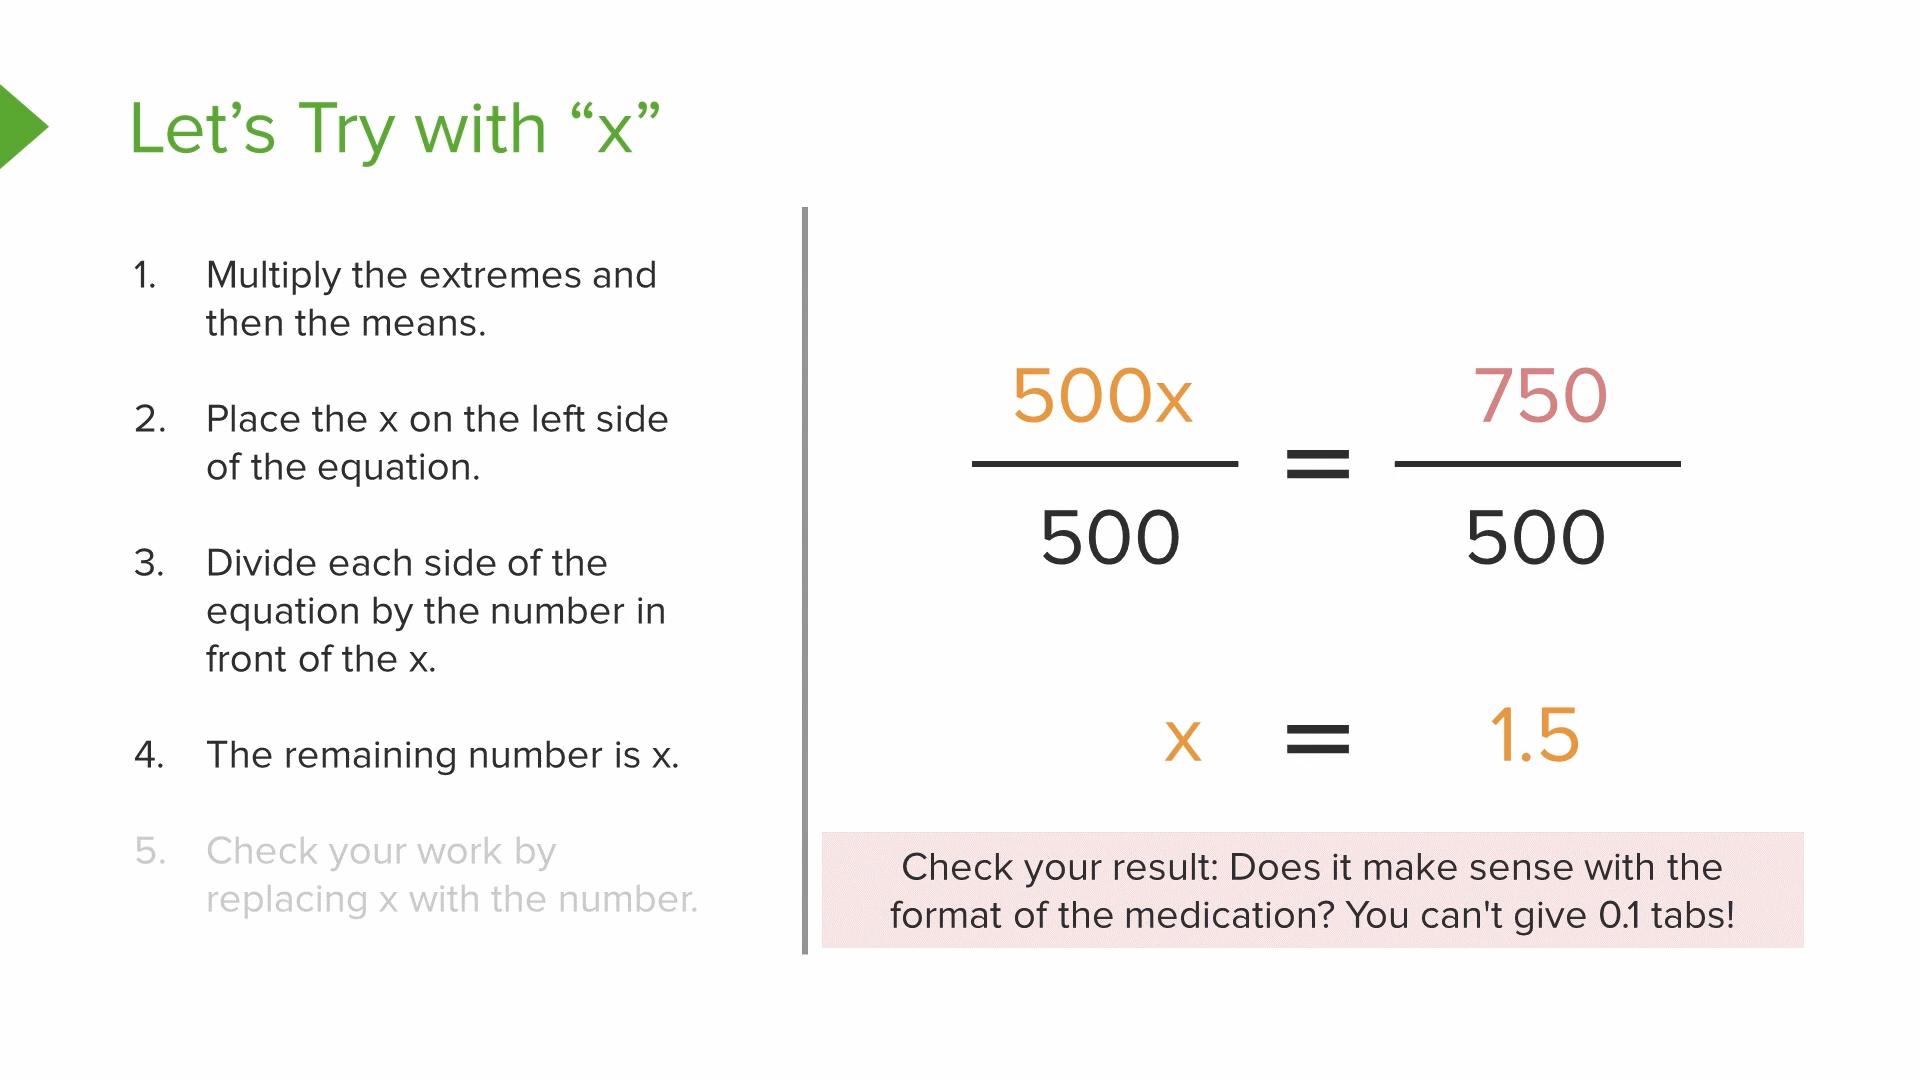 Let’s Try with “x”
1. Multiply the extremes and
then the means.
2. Place the x on the left side
of the equation.
3. Divide each side of the
equation by the number in
front of the x.
4. The remaining number is x.
5. Check your work by
replacing x with the number.
500x 750
=
500 500
x = 1.5
Check your result: Does it make sense with the
format of the medication? You can't give 0.1 tabs!